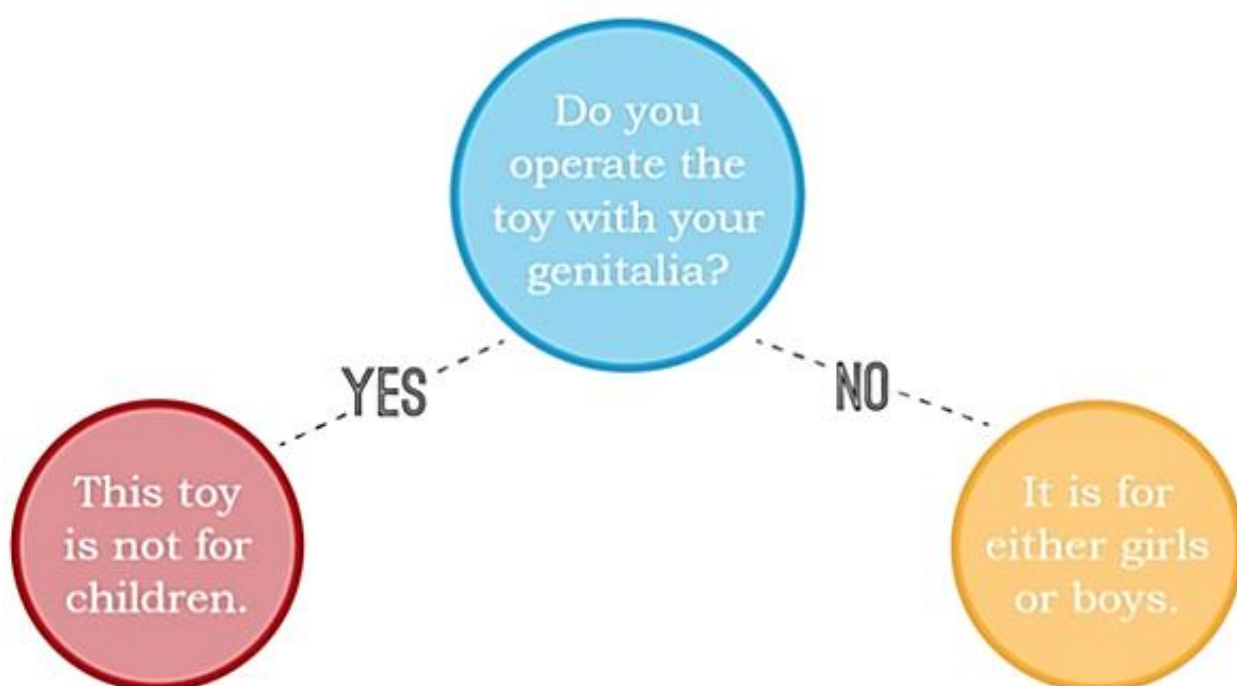 Do you
operate the
toy with your
genitalia?
YES
NO
This toy
is not for
children.
It is for
either girls
or boys.